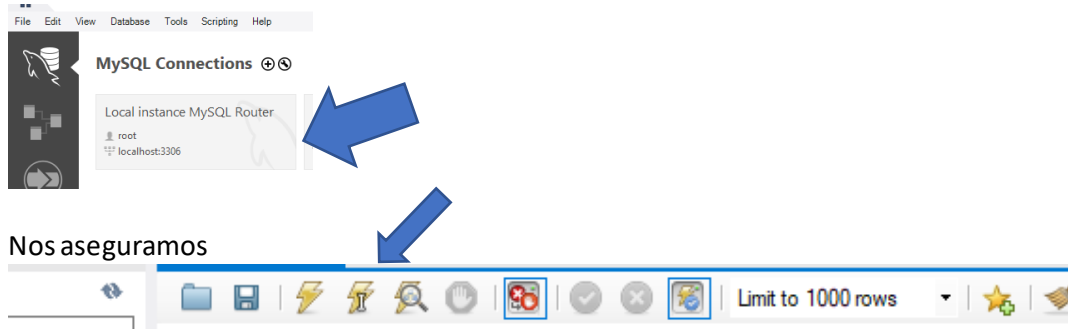 File Edit View Database Tools Scripting Help
MySQL Connections
Local instance MySQL Router
root
localhost:3306
Nos aseguramos
Limit to 1000 rows